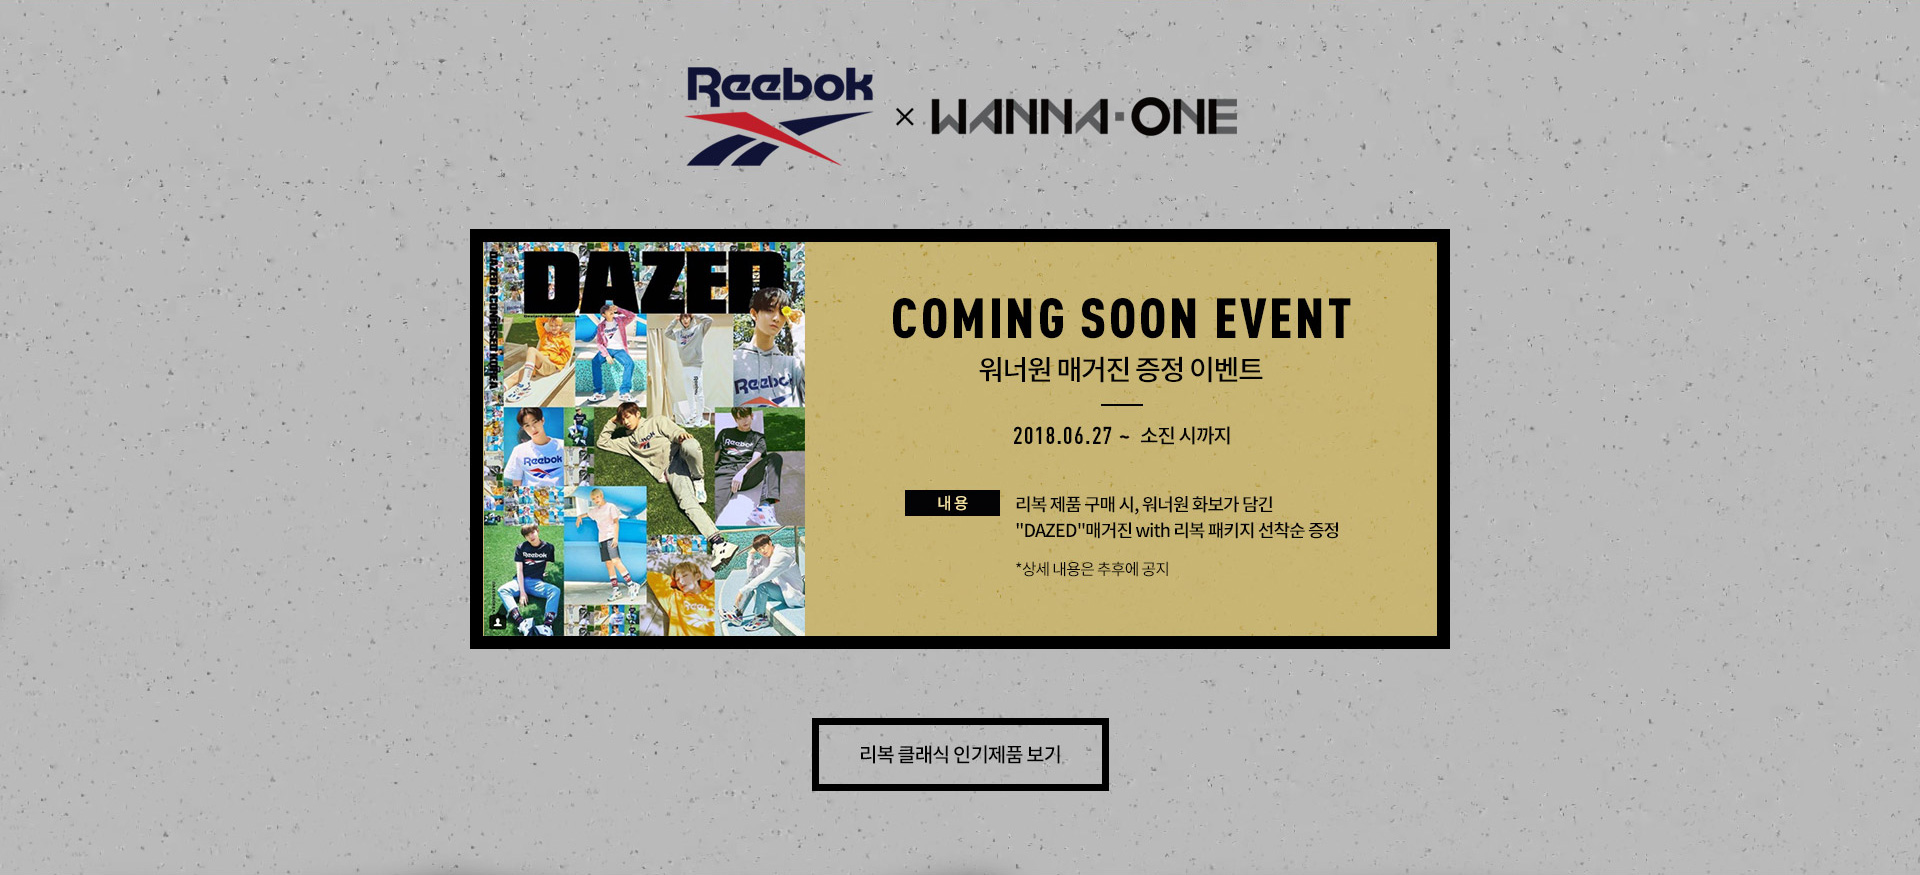 Reebok
× WANNA·ONE
DAZED
DAZED & CONFUSED KOREA
Reebok
Reebok
Reebok
Reebok
COMING SOON EVENT
워너원 매거진 증정 이벤트
2018.06.27 ~ 소진 시까지
내용
리복 제품 구매 시, 워너원 화보가 담긴
"DAZED"매거진 with 리복 패키지 선착순 증정
*상세 내용은 추후에 공지
리복 클래식 인기제품 보기